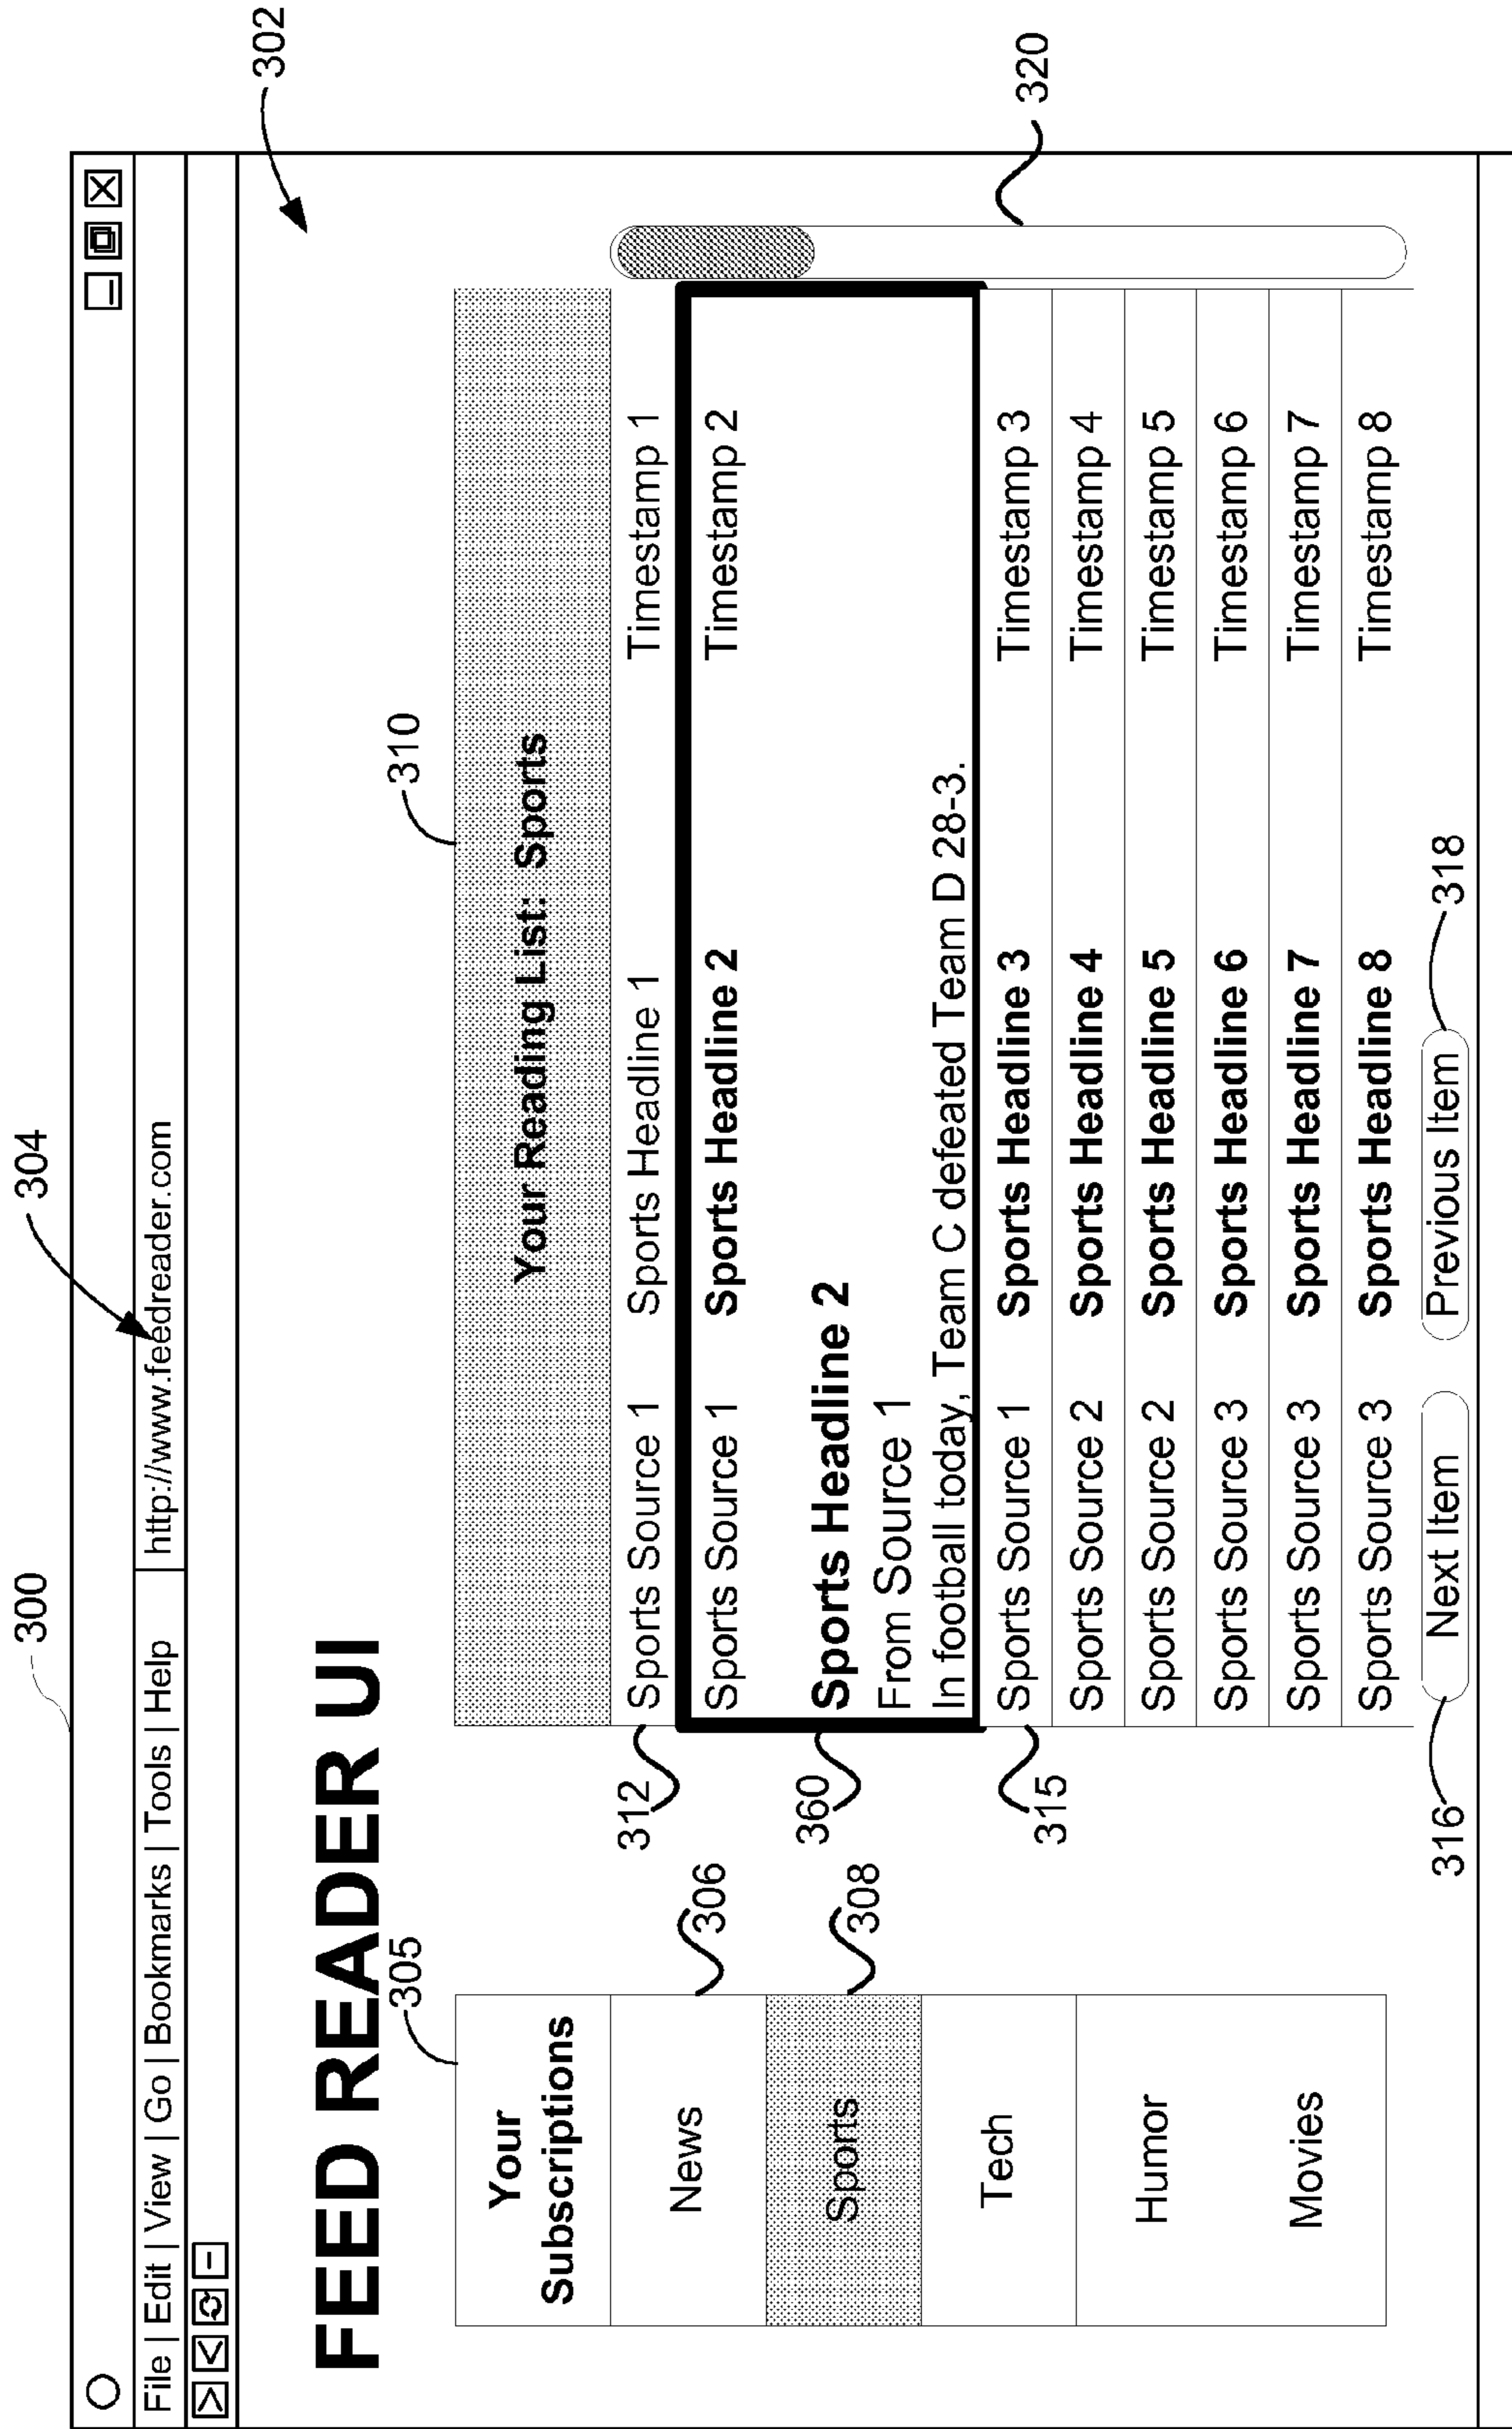 300
304
302
File | Edit | View | Go | Bookmarks | Tools | Help
http://www.feedreader.com
FEED READER UI
305
310
Your
Subscriptions
News
306
Sports
308
Tech
Humor
Movies
Your Reading List: Sports
312
Sports Source 1 Sports Headline 1 Timestamp 1
Sports Source 1 Sports Headline 2 Timestamp 2
360
Sports Headline 2
From Source 1
In football today, Team C defeated Team D 28-3.
315
Sports Source 1 Sports Headline 3 Timestamp 3
320
Sports Source 2 Sports Headline 4 Timestamp 4
Sports Source 2 Sports Headline 5 Timestamp 5
Sports Source 3 Sports Headline 6 Timestamp 6
Sports Source 3 Sports Headline 7 Timestamp 7
Sports Source 3 Sports Headline 8 Timestamp 8
316
Next Item
Previous Item
318